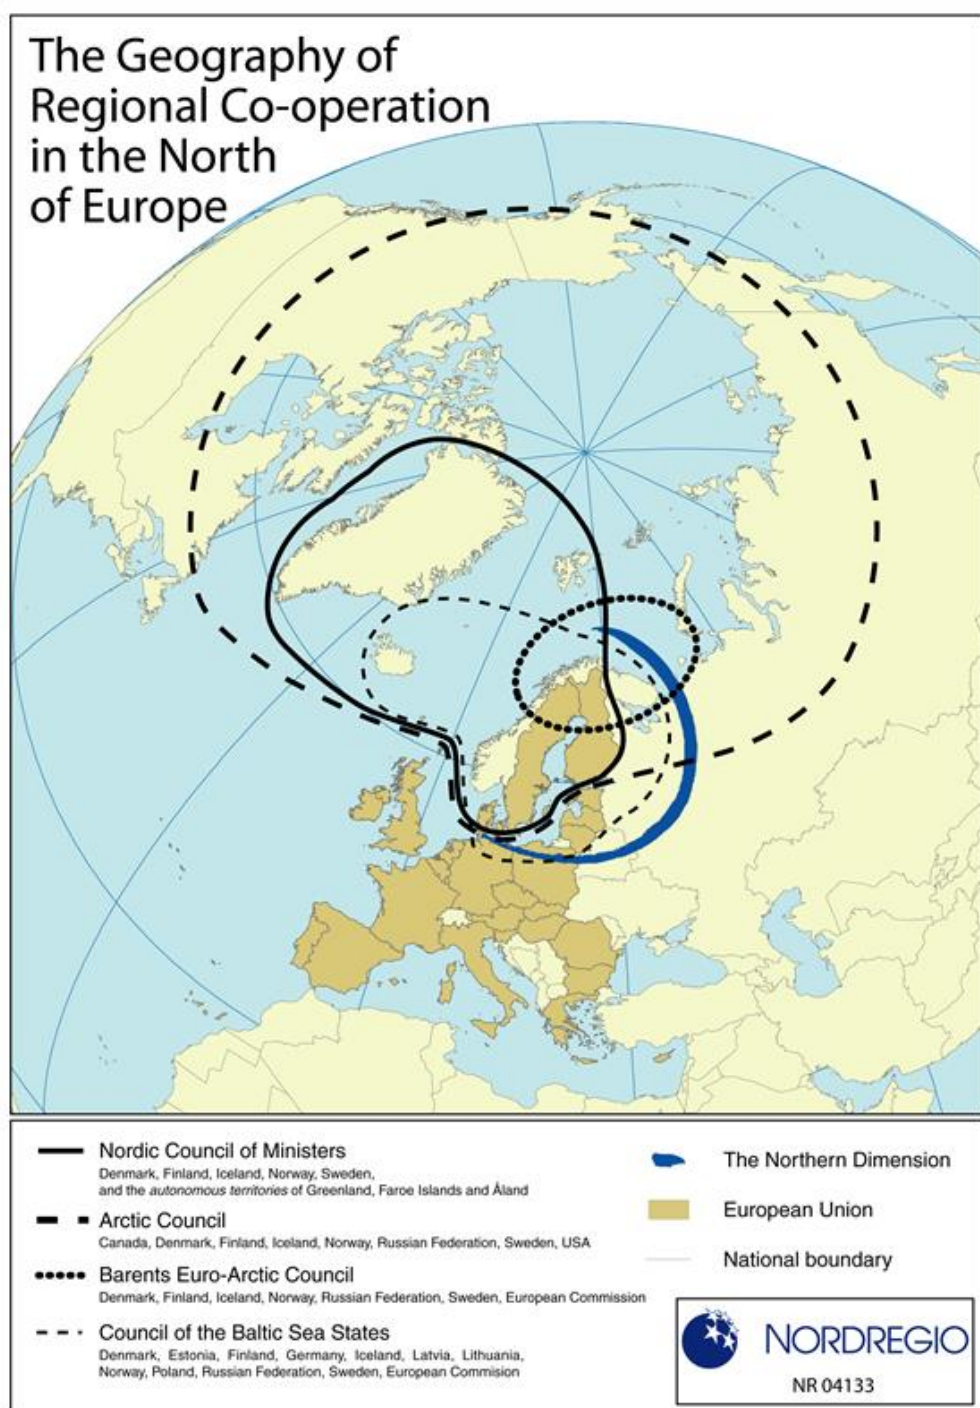 The Geography of
Regional Co-operation
in the North
of Europe
Nordic Council of Ministers
Denmark, Finland, Iceland, Norway, Sweden,
and the autonomous territories of Greenland, Faroe Islands and Åland
Arctic Council
Canada, Denmark, Finland, Iceland, Norway, Russian Federation, Sweden, USA
Barents Euro-Arctic Council
Denmark, Finland, Iceland, Norway, Russian Federation, Sweden, European Commission
Council of the Baltic Sea States
Denmark, Estonia, Finland, Germany, Iceland, Latvia, Lithuania,
Norway, Poland, Russian Federation, Sweden, European Commision
The Northern Dimension
European Union
National boundary
NORDREGIO
NR 04133